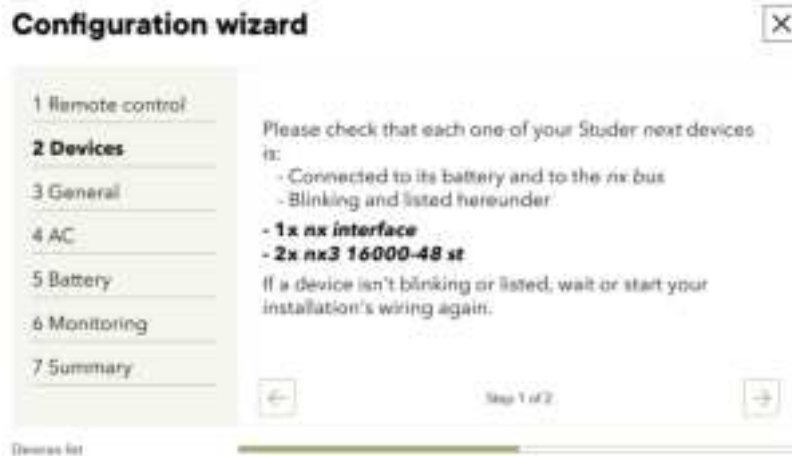 Configuration wizard
1 Remote control
2 Devices
3 General
4 AC
5 Battery
6 Monitoring
7 Summary
Please check that each one of your Studer next devices
is:
- Connected to its battery and to the nx bus
- Blinking and listed hereunder
- 1x nx interface
- 2x nx3 16000-48 st
If a device isn't blinking or listed, wait or start your
installation's wiring again.
Step 1 of 2
Devices list